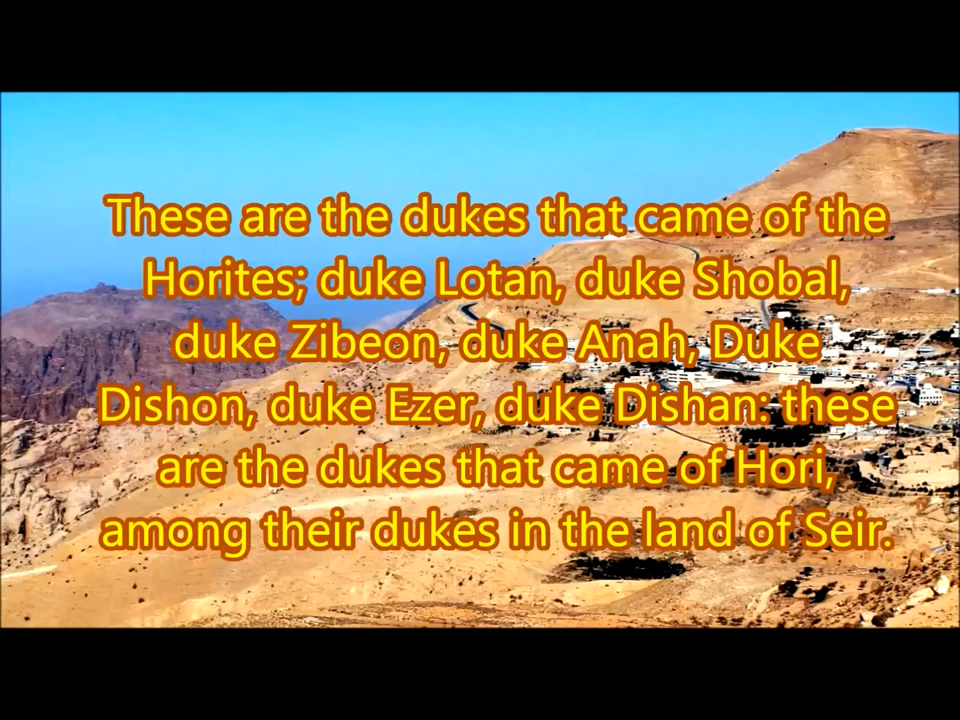 These are the dukes that came of the
Horites; duke Lotan, duke Shobal,
duke Zibeon, duke Anah, Duke
Dishon, duke Ezer, duke Dishan: these
are the dukes that came of Hori,
among their dukes in the land of Seir.